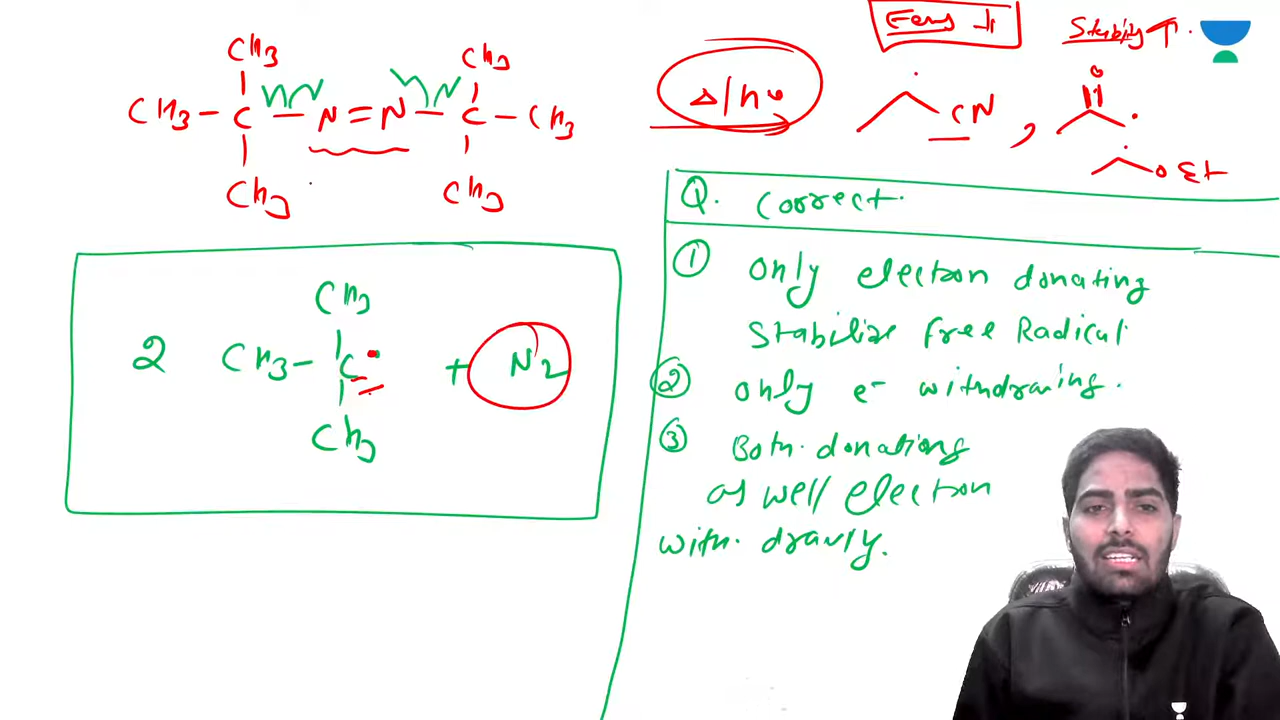 CH3 CH3
CH3 - C - N = N - C - CH3
CH3 CH3
Δ/hν
Stability ↑.
CN , O
OEt
Q. Correct.
① Only electron donating
Stabilize free Radical
② only e- withdrawing.
③ Both donating
as well electron
with drawly.
CH3
2 CH3 - C• + N2
CH3